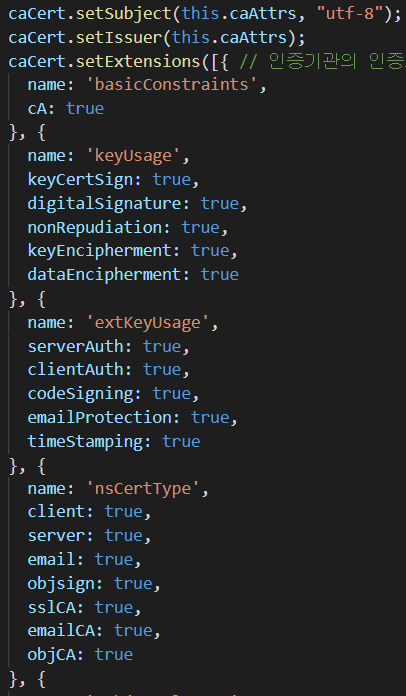 caCert.setSubject(this.caAttrs, "utf-8");
caCert.setIssuer(this.caAttrs);
caCert.setExtensions([{ // 인증기관의 인증
name: 'basicConstraints',
cA: true
}, {
name: 'keyUsage',
keyCertSign: true,
digitalSignature: true,
nonRepudiation: true,
keyEncipherment: true,
dataEncipherment: true
}, {
name: 'extKeyUsage',
serverAuth: true,
clientAuth: true,
codeSigning: true,
emailProtection: true,
timeStamping: true
}, {
name: 'nsCertType',
client: true,
server: true,
email: true,
objsign: true,
sslCA: true,
emailCA: true,
objCA: true
}, {